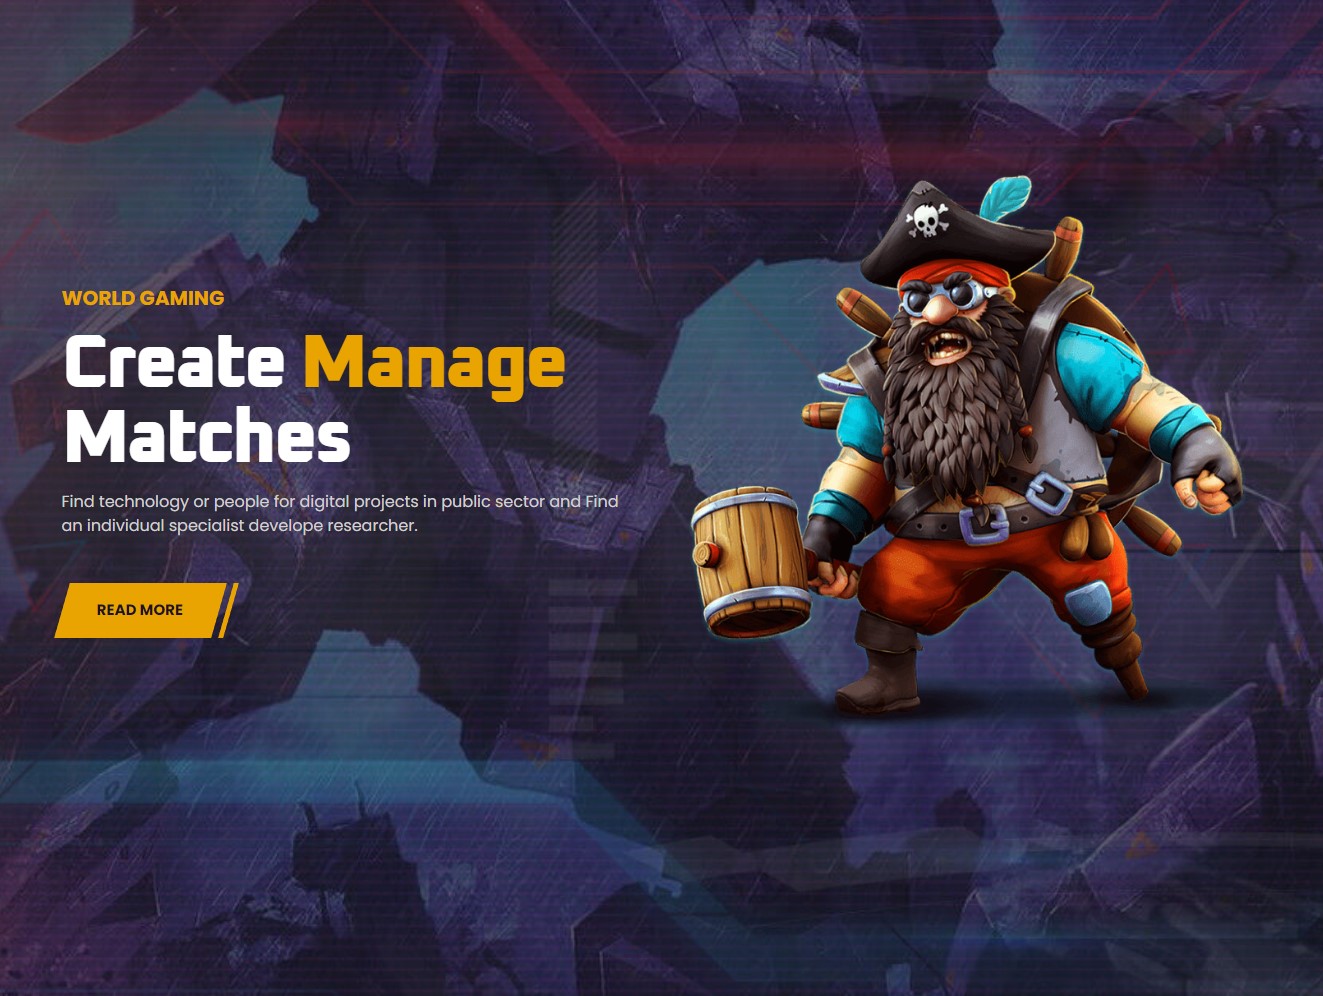 WORLD GAMING
Create Manage
Matches
Find technology or people for digital projects in public sector and Find
an individual specialist develope researcher.
READ MORE